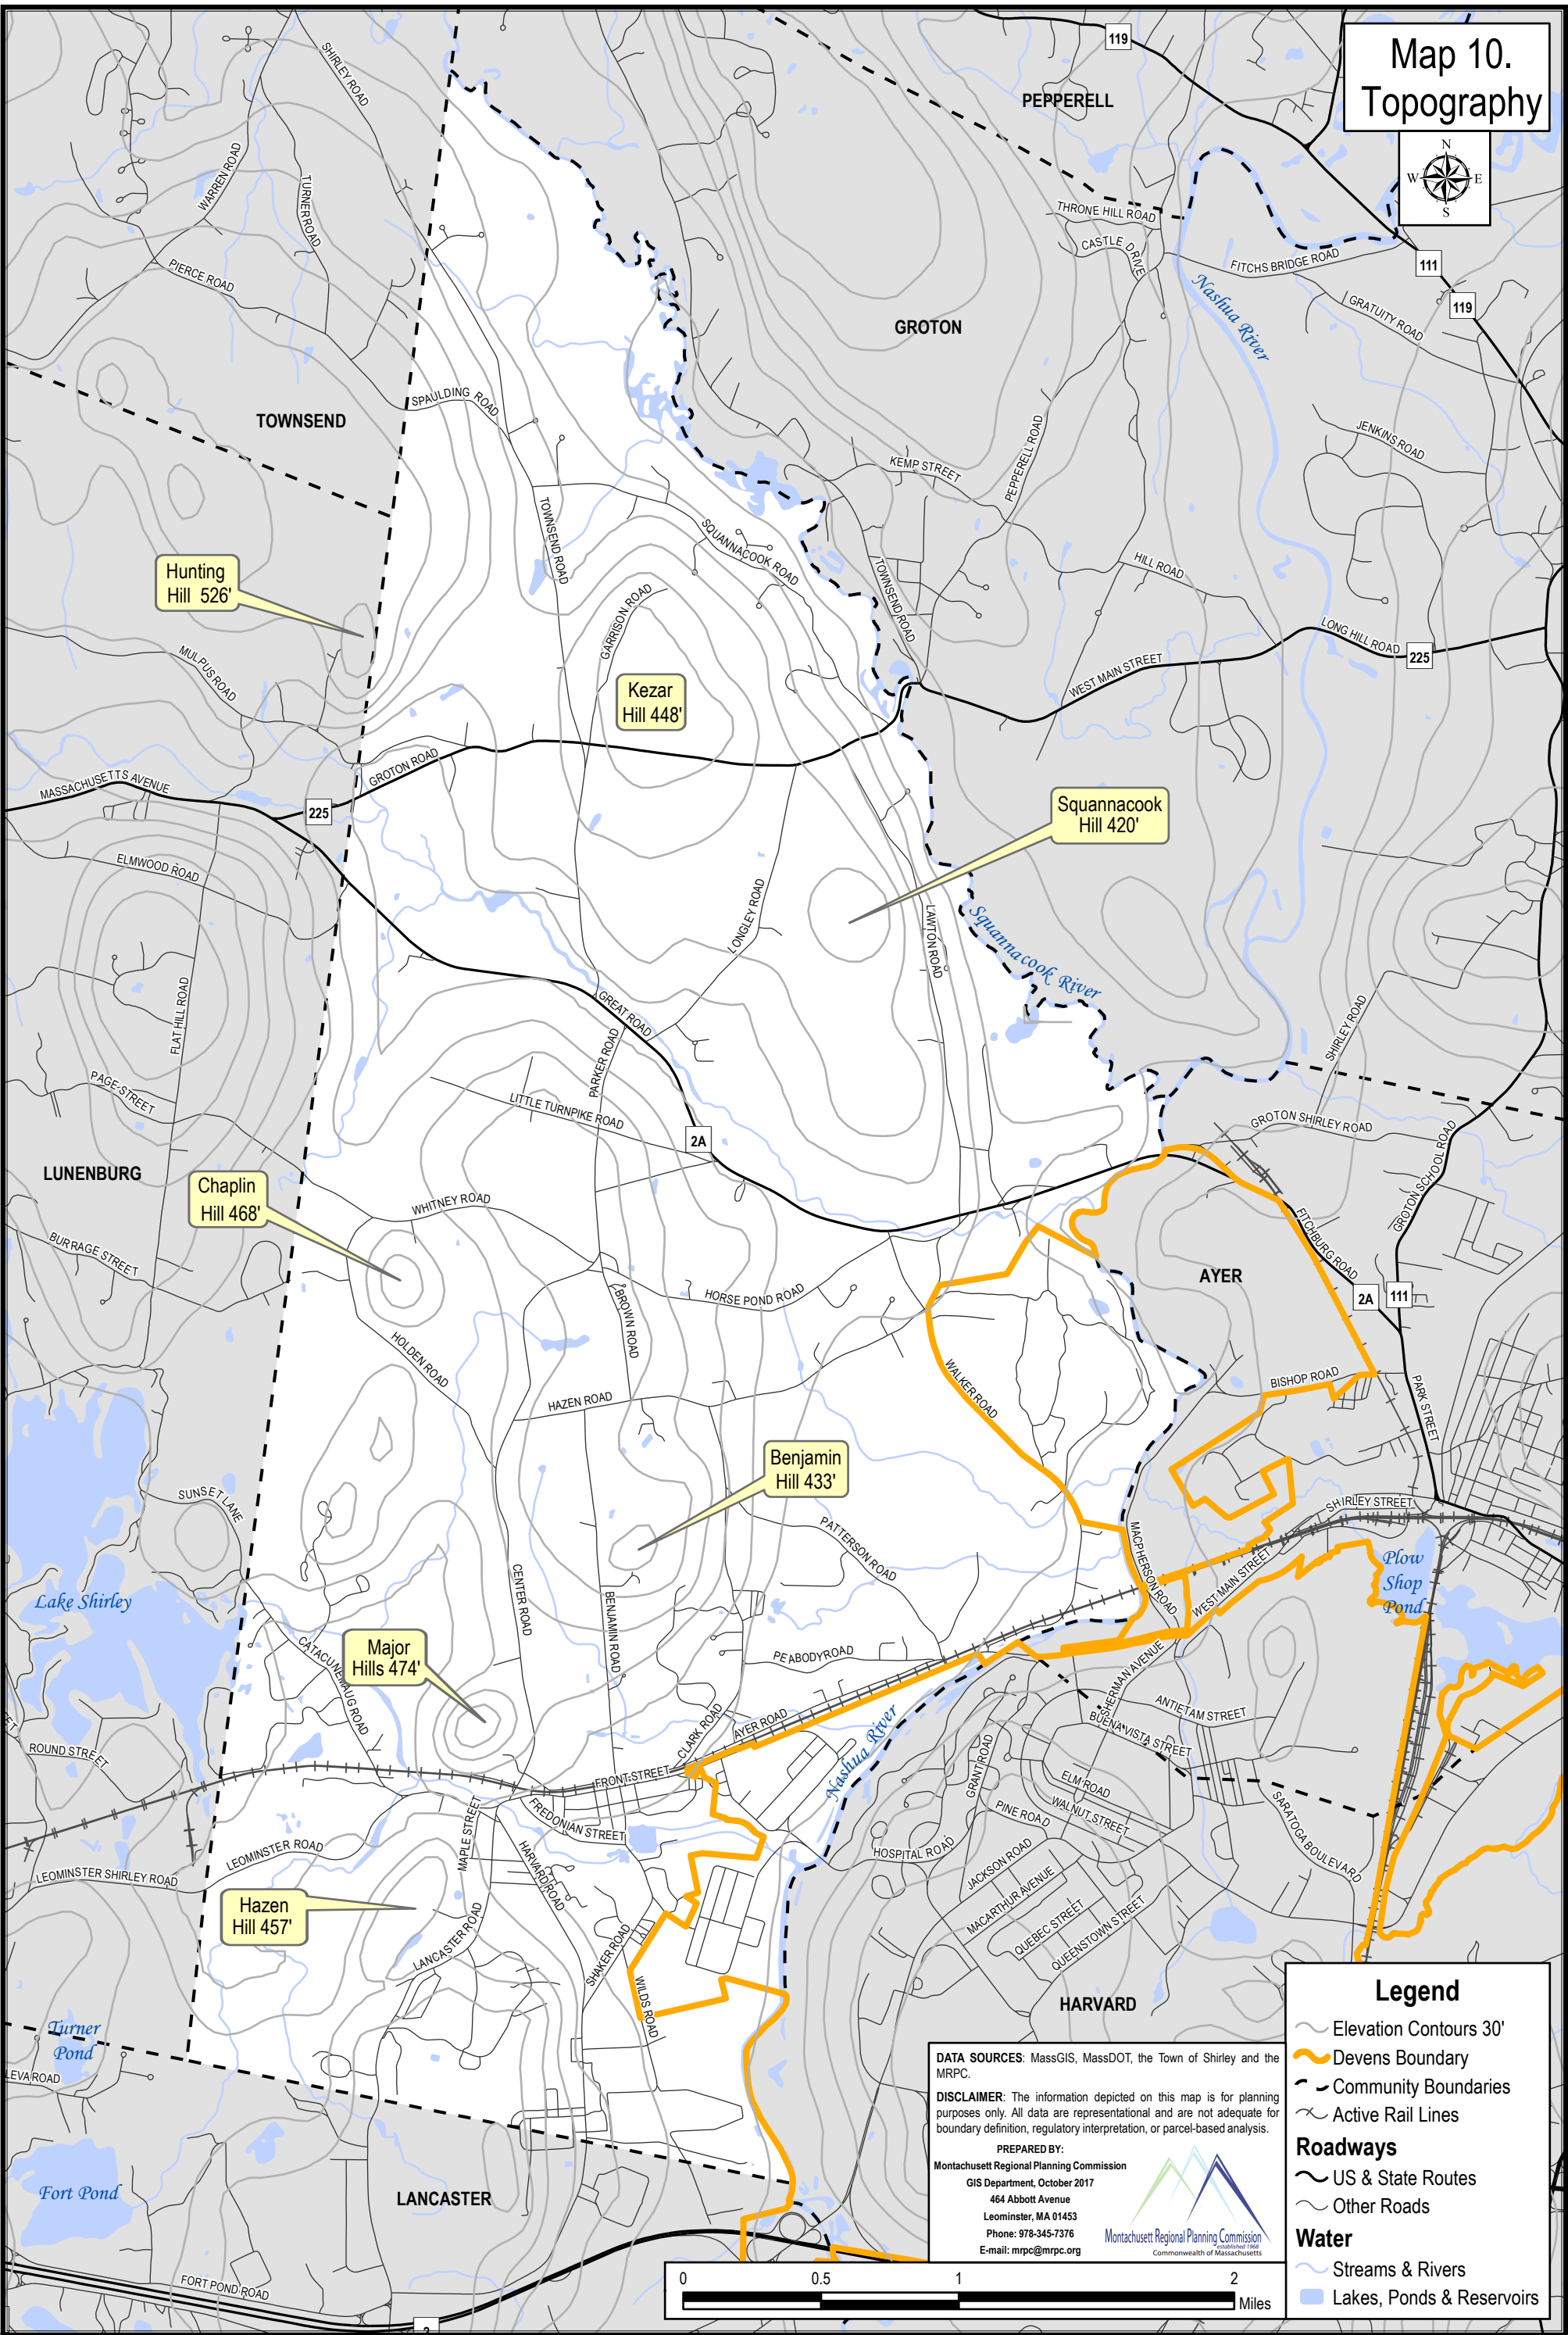 Map 10.
Topography
N
W
E
S
119
PEPPERELL
SHIRLEY ROAD
WARREN ROAD
TURNER ROAD
PIERCE ROAD
THRONE HILL ROAD
CASTLE DRIVE
FITCHS BRIDGE ROAD
111
119
GRATUITY ROAD
Nashua River
GROTON
SPAULDING ROAD
TOWNSEND
JENKINS ROAD
KEMP STREET
PEPPERELL ROAD
TOWNSEND ROAD
SQUANNACOOK ROAD
HILL ROAD
TOWNSEND ROAD
Hunting
Hill 526'
GARRISON ROAD
LONG HILL ROAD
225
WEST MAIN STREET
MULPUS ROAD
Kezar
Hill 448'
GROTON ROAD
MASSACHUSETTS AVENUE
225
Squannacook
Hill 420'
ELMWOOD ROAD
LONGLEY ROAD
LAWTON ROAD
Squannacook River
FLAT HILL ROAD
GREAT ROAD
PARKER ROAD
SHIRLEY ROAD
PAGE STREET
LITTLE TURNPIKE ROAD
2A
GROTON SHIRLEY ROAD
GROTON SCHOOL ROAD
LUNENBURG
Chaplin
Hill 468'
WHITNEY ROAD
BURRAGE STREET
FITCHBURG ROAD
AYER
2A
111
HORSE POND ROAD
BROWN ROAD
HOLDEN ROAD
WALKER ROAD
BISHOP ROAD
PARK STREET
HAZEN ROAD
Benjamin
Hill 433'
SUNSET LANE
PATTERSON ROAD
SHIRLEY STREET
MACPHERSON ROAD
WEST MAIN STREET
Plow
Shop
Pond
Lake Shirley
CENTER ROAD
BENJAMIN ROAD
CATACUNEMAUG ROAD
Major
Hills 474'
PEABODY ROAD
SHERMAN AVENUE
ANTIETAM STREET
BUENA VISTA STREET
CLARK ROAD
AYER ROAD
Nashua River
GRANT ROAD
ROUND STREET
FRONT STREET
ELM ROAD
WALNUT STREET
PINE ROAD
SARATOGA BOULEVARD
MAPLE STREET
FREDONIAN STREET
HARVARD ROAD
HOSPITAL ROAD
JACKSON ROAD
MACARTHUR AVENUE
LEOMINSTER ROAD
LEOMINSTER SHIRLEY ROAD
Hazen
Hill 457'
QUEBEC STREET
QUEENSTOWN STREET
LANCASTER ROAD
SHAKER ROAD
WILDS ROAD
HARVARD
Turner
Pond
LEVA ROAD
Fort Pond
LANCASTER
FORT POND ROAD
2
DATA SOURCES: MassGIS, MassDOT, the Town of Shirley and the
MRPC.
DISCLAIMER: The information depicted on this map is for planning
purposes only. All data are representational and are not adequate for
boundary definition, regulatory interpretation, or parcel-based analysis.
PREPARED BY:
Montachusett Regional Planning Commission
GIS Department, October 2017
464 Abbott Avenue
Leominster, MA 01453
Phone: 978-345-7376
E-mail: mrpc@mrpc.org
Montachusett Regional Planning Commission
established 1968
Commonwealth of Massachusetts
Legend
Elevation Contours 30'
Devens Boundary
Community Boundaries
Active Rail Lines
Roadways
US & State Routes
Other Roads
Water
Streams & Rivers
Lakes, Ponds & Reservoirs
0 0.5 1 2
Miles